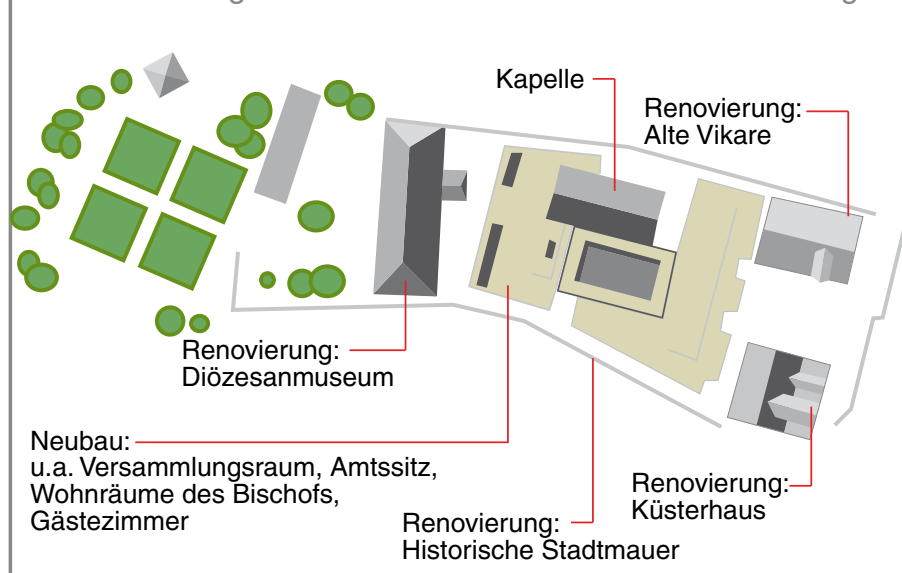 Kapelle
Renovierung:
Alte Vikare
Renovierung:
Diözesanmuseum
Neubau:
u.a. Versammlungsraum, Amtssitz,
Wohnräume des Bischofs,
Gästezimmer
Renovierung:
Historische Stadtmauer
Renovierung:
Küsterhaus